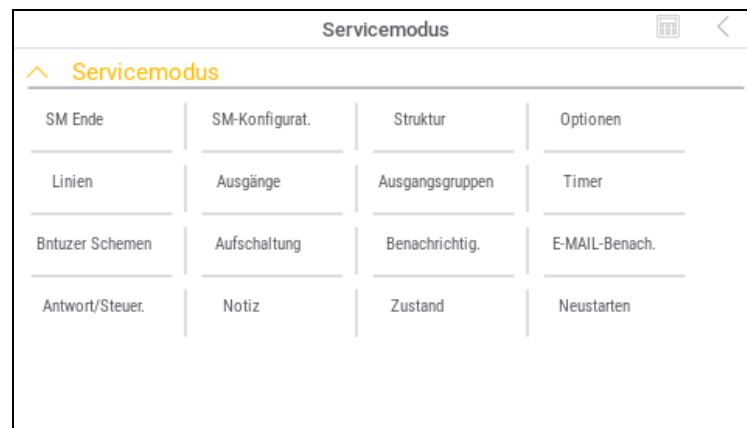 Servicemodus
Servicemodus
SM Ende SM-Konfigurat. Struktur Optionen
Linien Ausgänge Ausgangsgruppen Timer
Bntuzer Schemen Aufschaltung Benachrichtig. E-MAIL-Benach.
Antwort/Steuer. Notiz Zustand Neustarten